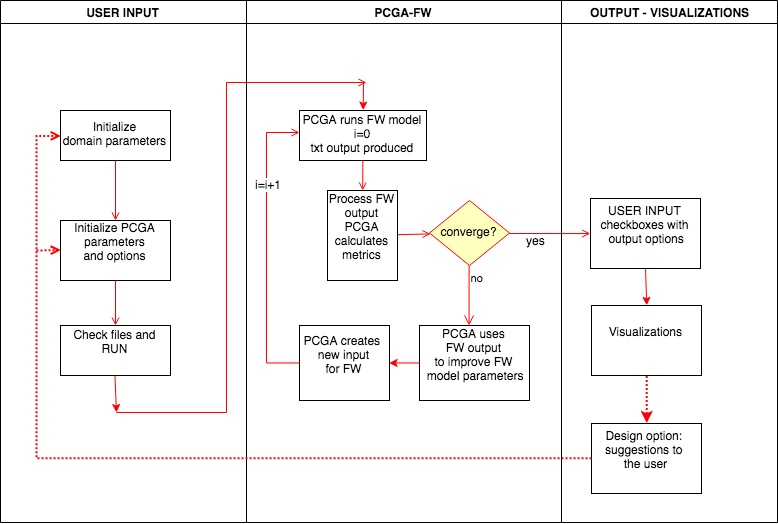 USER INPUT
PCGA-FW
OUTPUT - VISUALIZATIONS
Initialize
domain parameters
Initialize PCGA
parameters
and options
Check files and
RUN
PCGA runs FW model
i=0
txt output produced
i=i+1
Process FW
output
PCGA
calculates
metrics
converge?
yes
no
PCGA uses
FW output
to improve FW
model parameters
PCGA creates
new input
for FW
USER INPUT
checkboxes with
output options
Visualizations
Design option:
suggestions to
the user